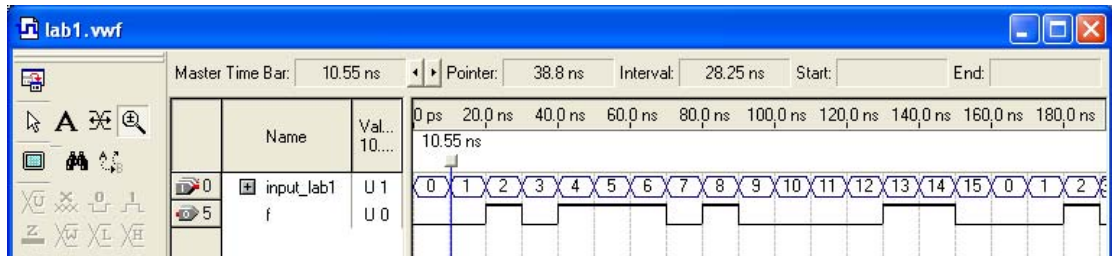 lab1.vwf
Master Time Bar: 10.55 ns Pointer: 38.8 ns Interval: 28.25 ns Start: End:
A
Name Val... 10....
0 ps 20.0 ns 40.0 ns 60.0 ns 80.0 ns 100.0 ns 120.0 ns 140.0 ns 160.0 ns 180.0 ns
10.55 ns
0 input_lab1 U 1 0 1 2 3 4 5 6 7 8 9 10 11 12 13 14 15 0 1 2
5 f U 0